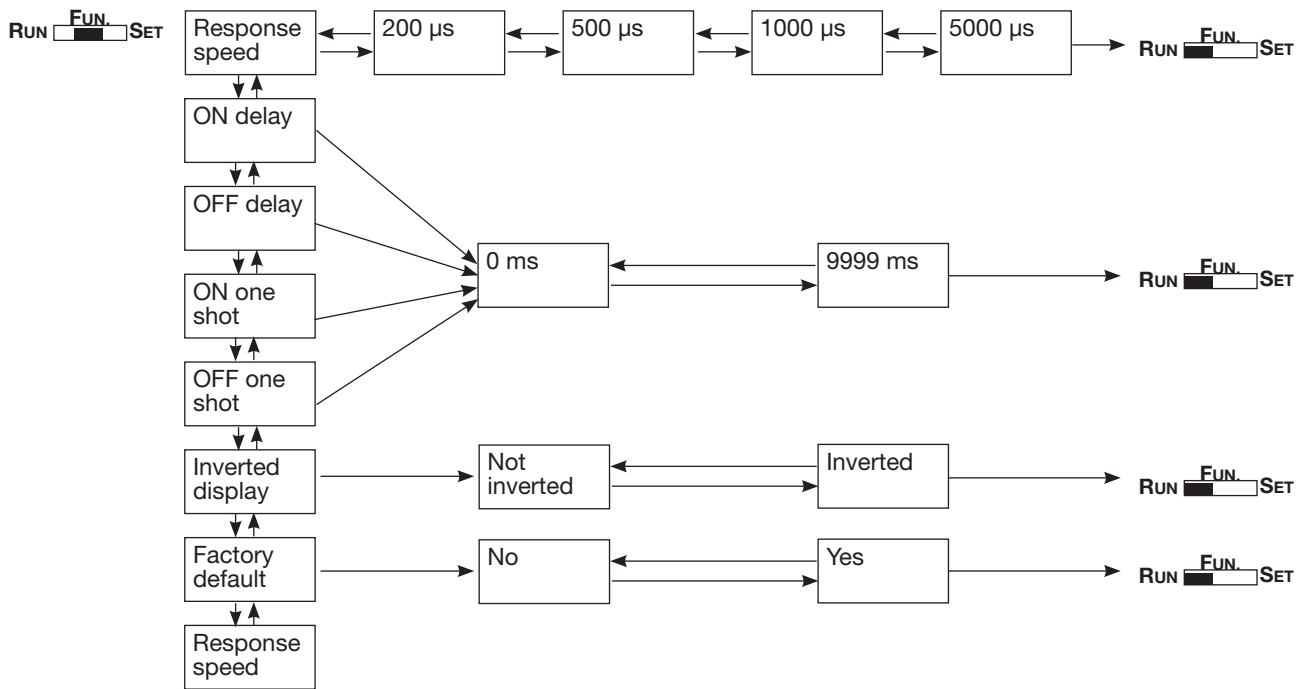 FUN.
RUN SET
Response
speed
200 µs
500 µs
1000 µs
5000 µs
FUN.
RUN SET
ON delay
OFF delay
0 ms
9999 ms
FUN.
RUN SET
ON one
shot
OFF one
shot
Inverted
display
Not
inverted
Inverted
FUN.
RUN SET
Factory
default
No
Yes
FUN.
RUN SET
Response
speed